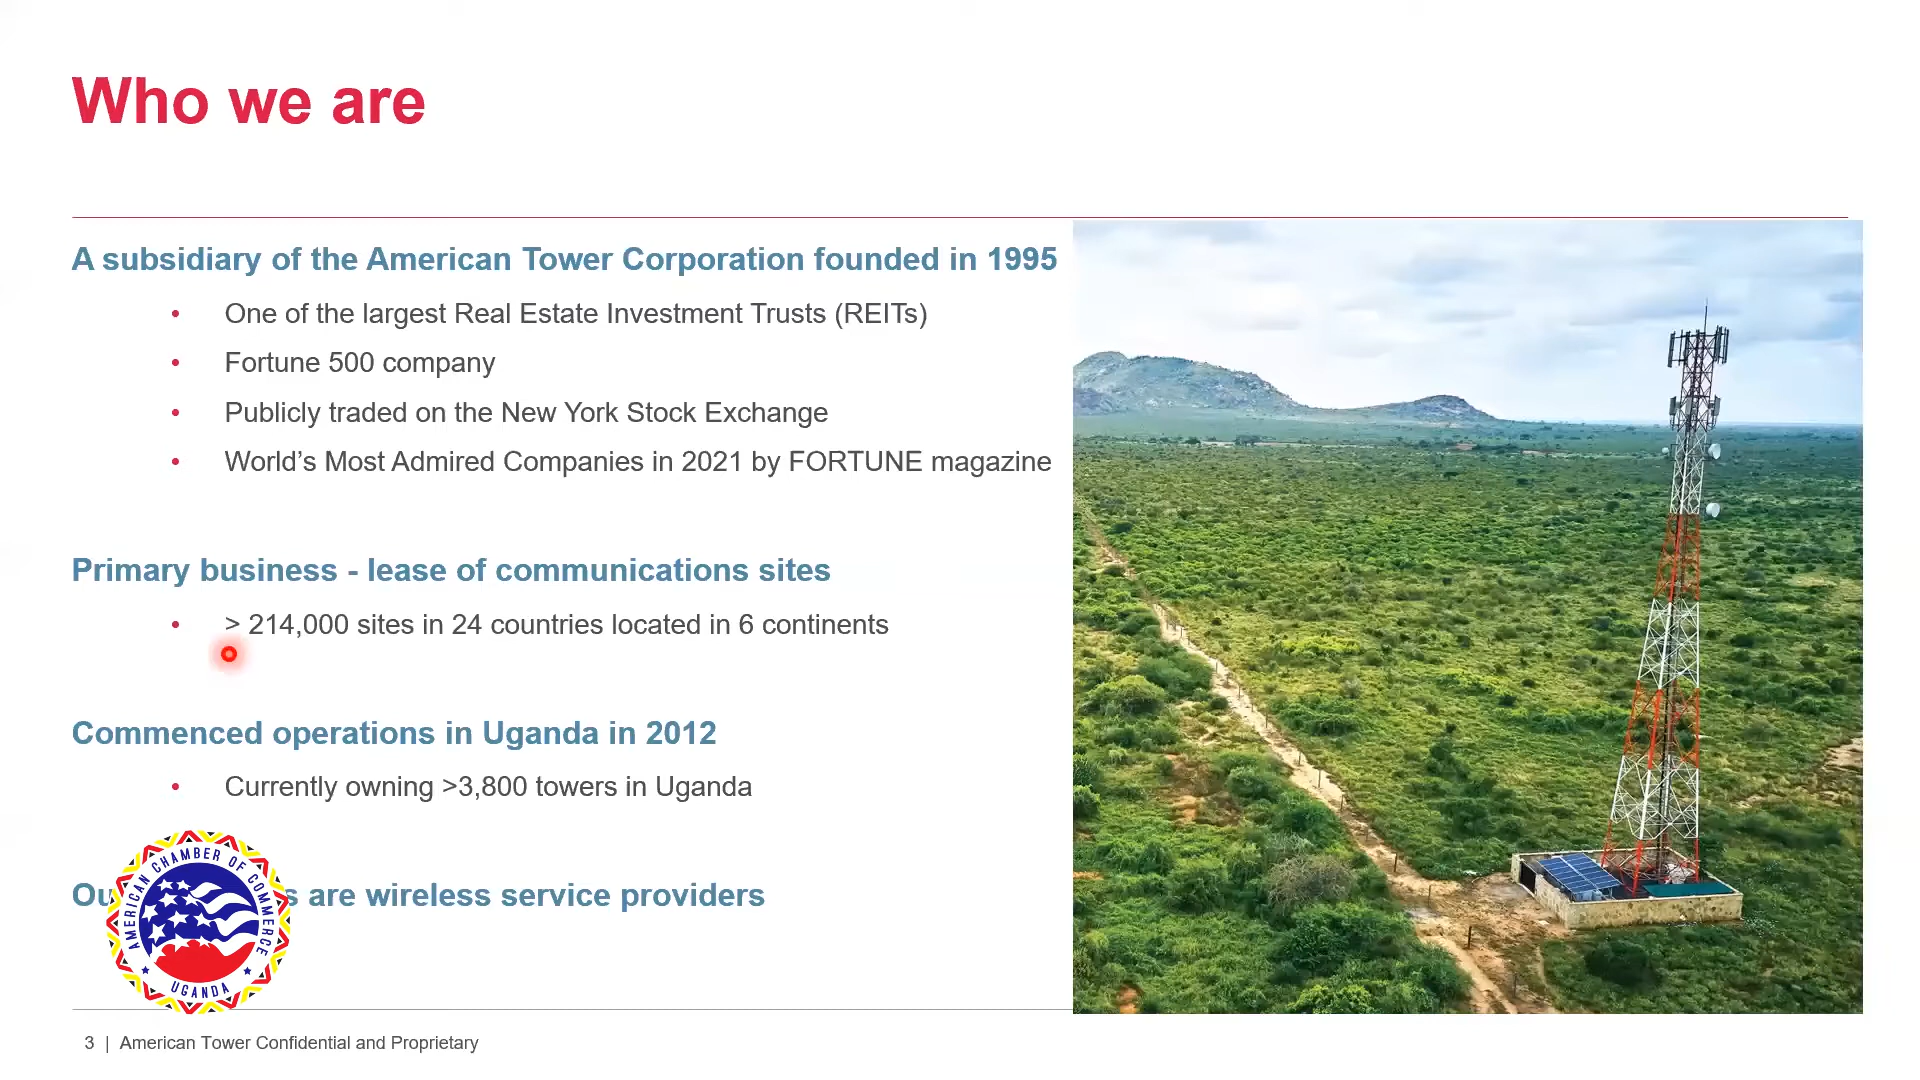 Who we are
A subsidiary of the American Tower Corporation founded in 1995
• One of the largest Real Estate Investment Trusts (REITs)
• Fortune 500 company
• Publicly traded on the New York Stock Exchange
• World’s Most Admired Companies in 2021 by FORTUNE magazine
Primary business - lease of communications sites
• > 214,000 sites in 24 countries located in 6 continents
Commenced operations in Uganda in 2012
• Currently owning >3,800 towers in Uganda
are wireless service providers
AMERICAN CHAMBER OF COMMERCE
UGANDA
3 | American Tower Confidential and Proprietary